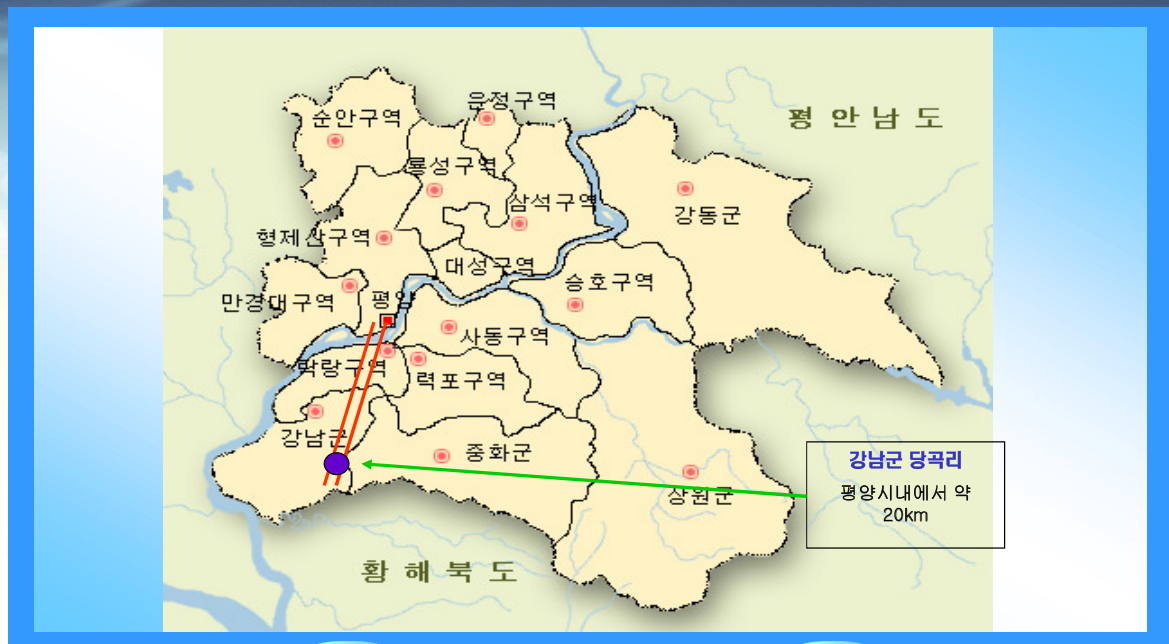 은정구역
순안구역
평안남도
룡성구역
삼석구역
강동군
형제산구역
대성구역
승호구역
만경대구역
평양
사동구역
락랑구역
력포구역
강남군
중화군
상원군
강남군 당곡리
평양시내에서 약
20km
황해북도